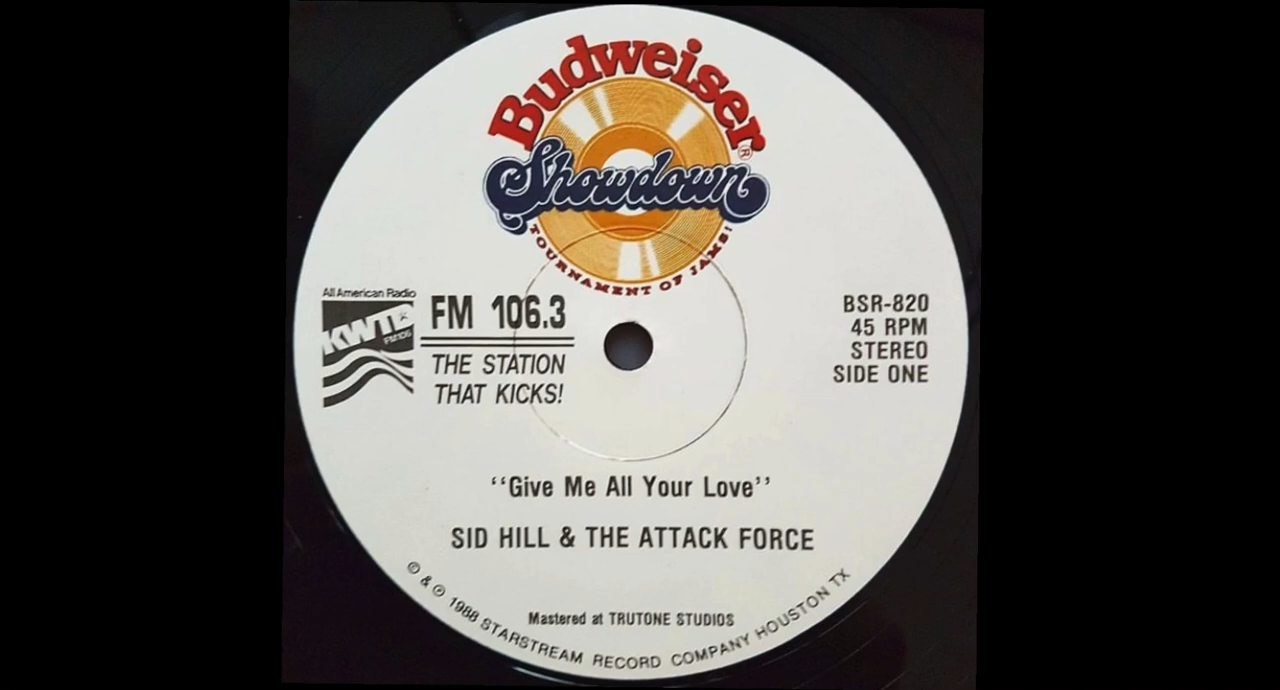 Budweiser®
Showdown
TOURNAMENT OF JAMS!
All American Radio
KWTB
FM106
FM 106.3
THE STATION
THAT KICKS!
BSR-820
45 RPM
STEREO
SIDE ONE
‘‘Give Me All Your Love’’
SID HILL & THE ATTACK FORCE
Mastered at TRUTONE STUDIOS
© & ℗ 1988 STARSTREAM RECORD COMPANY HOUSTON TX